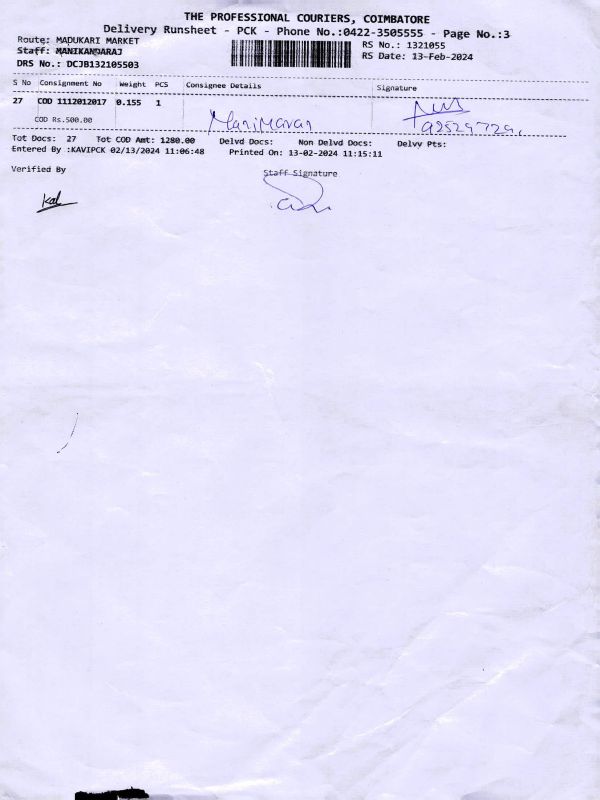 THE PROFESSIONAL COURIERS, COIMBATORE
Delivery Runsheet - PCK - Phone No.:0422-3505555 - Page No.:3
Route: MADUKARI MARKET
RS No.: 1321055
Staff: MANIKANDARAJ
RS Date: 13-Feb-2024
DRS No.: DCJB132105503
S No Consignment No Weight PCS Consignee Details Signature
27 COD 1112012017 0.155 1
COD Rs.500.00
Tot Docs: 27 Tot COD Amt: 1280.00 Delvd Docs: Non Delvd Docs: Delvy Pts:
Entered By :KAVIPCK 02/13/2024 11:06:48 Printed On: 13-02-2024 11:15:11
Verified By Staff Signature
Kal